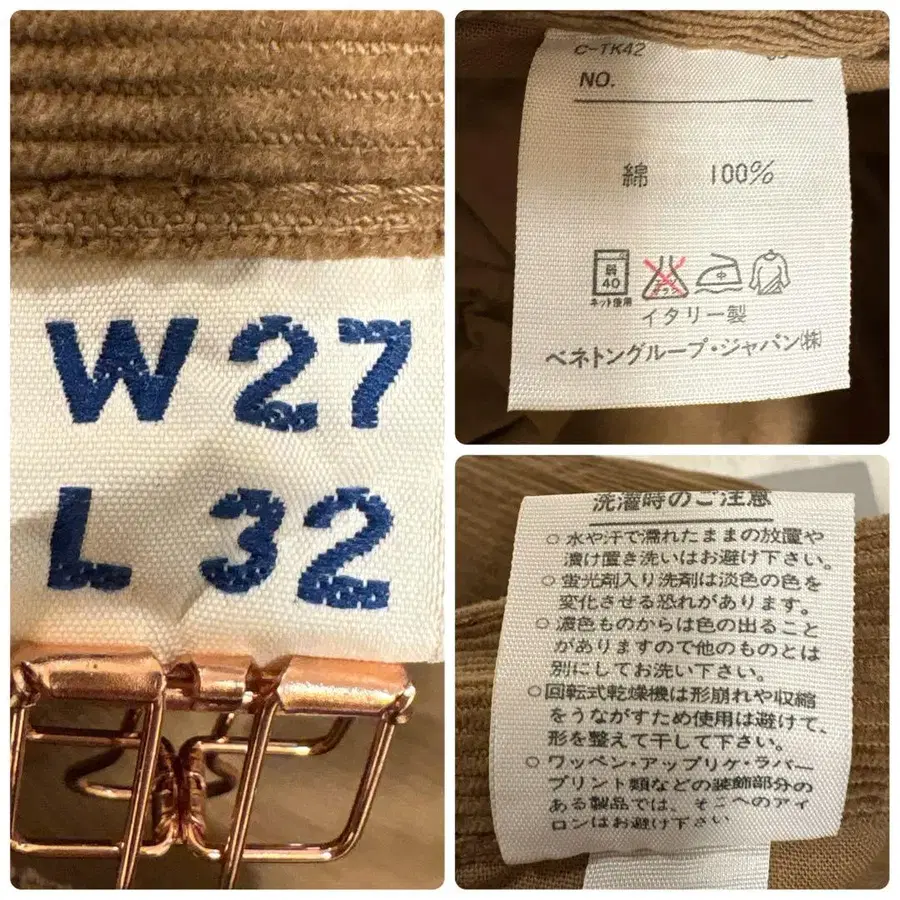 W27
L 32
C-TK42
NO.
綿 100%
弱
40
ネット使用
中
イタリー製
ベネトングループ・ジャパン(株)
洗濯時のご注意
○水や汗で濡れたままの放置や
漬け置き洗いはお避け下さい。
○蛍光剤入り洗剤は淡色の色を
変化させる恐れがあります。
○濃色ものからは色の出ること
がありますので他のものとは
別にしてお洗い下さい。
○回転式乾燥機は形崩れや収縮
をうながすため使用は避けて、
形を整えて干して下さい。
○ワッペン・アップリケ・ラバー
プリント類などの装飾部分の
ある製品では、そこへのアイ
ロンはお避け下さい